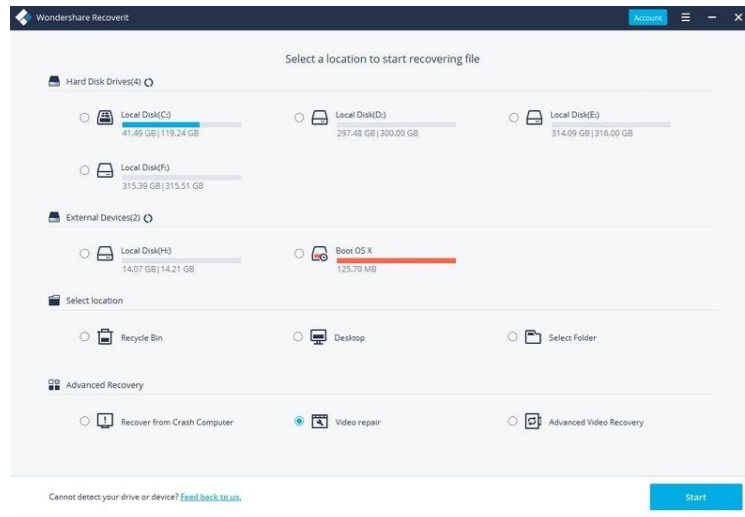 Wondershare Recoverit
Account
Select a location to start recovering file
Hard Disk Drives(4)
Local Disk(C:)
41.49 GB|119.24 GB
Local Disk(D:)
297.48 GB|300.00 GB
Local Disk(E:)
314.09 GB|316.00 GB
Local Disk(F:)
315.39 GB|315.51 GB
External Devices(2)
Local Disk(H:)
14.07 GB|14.21 GB
Boot OS X
125.70 MB
Select location
Recycle Bin
Desktop
Select Folder
Advanced Recovery
Recover from Crash Computer
Video repair
Advanced Video Recovery
Cannot detect your drive or device? Feed back to us.
Start